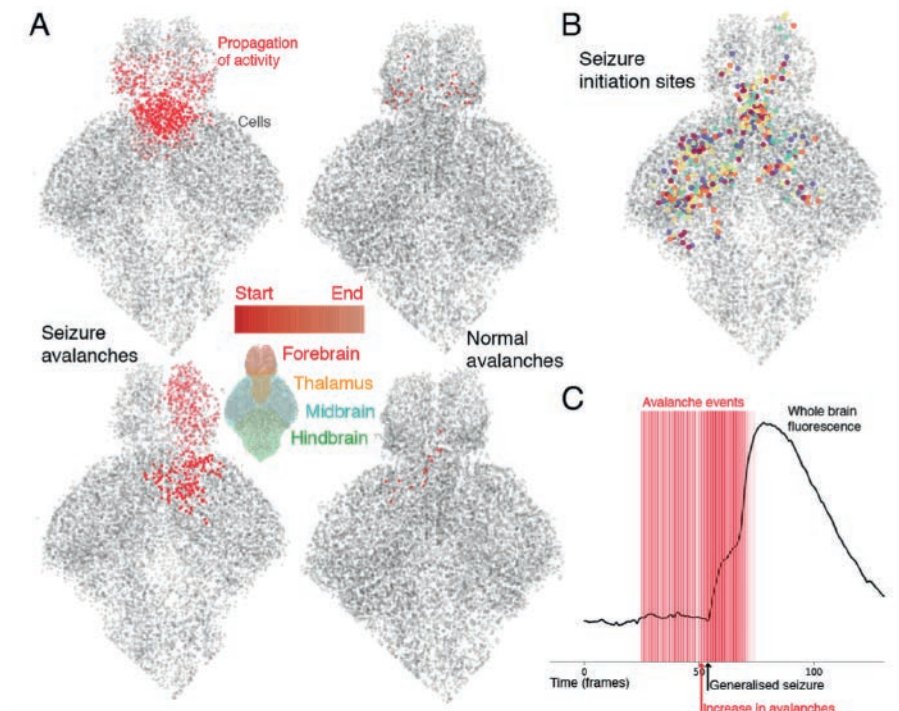 A
Propagation
of activity
Cells
B
Seizure
initiation sites
Start End
Seizure
avalanches
Normal
avalanches
Forebrain
Thalamus
Midbrain
Hindbrain
C
Avalanche events
Whole brain
fluorescence
Time (frames)
0 50 100
Generalised seizure
Increase in avalanches